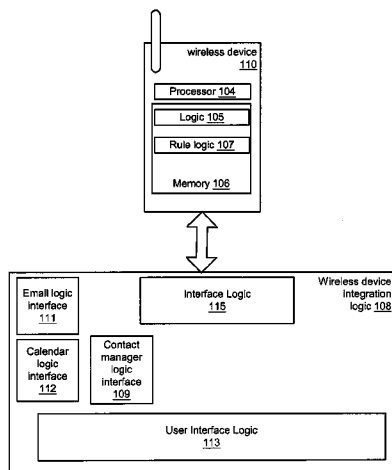 wireless device
110
Processor 104
Logic 105
Rule logic 107
Memory 106
Email logic
interface
111
Interface Logic
115
Wireless device
integration
logic 108
Calendar
logic
interface
112
Contact
manager
logic
interface
109
User Interface Logic
113